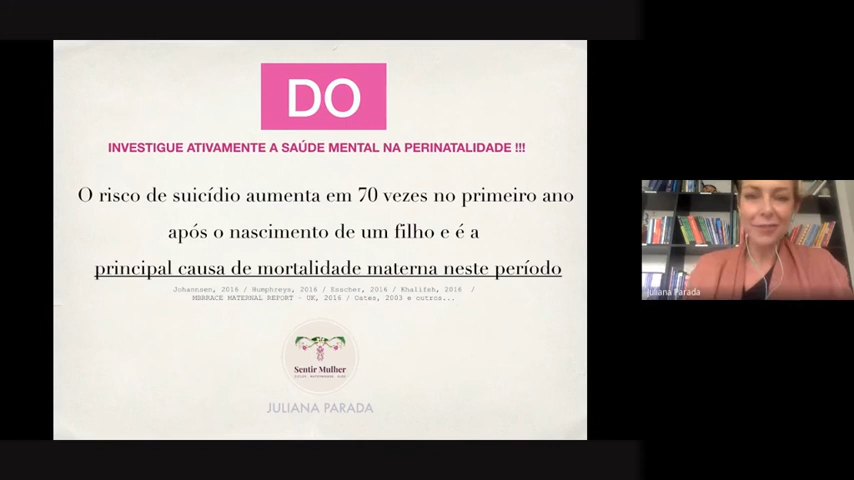 DO
INVESTIGUE ATIVAMENTE A SAÚDE MENTAL NA PERINATALIDADE !!!
O risco de suicídio aumenta em 70 vezes no primeiro ano
após o nascimento de um filho e é a
principal causa de mortalidade materna neste período
Johannsen, 2016 / Humphreys, 2016 / Esscher, 2016 / Khalifeh, 2016 /
MBRRACE MATERNAL REPORT - UK, 2016 / Oates, 2003 e outros...
Sentir Mulher
JULIANA PARADA
Juliana Parada